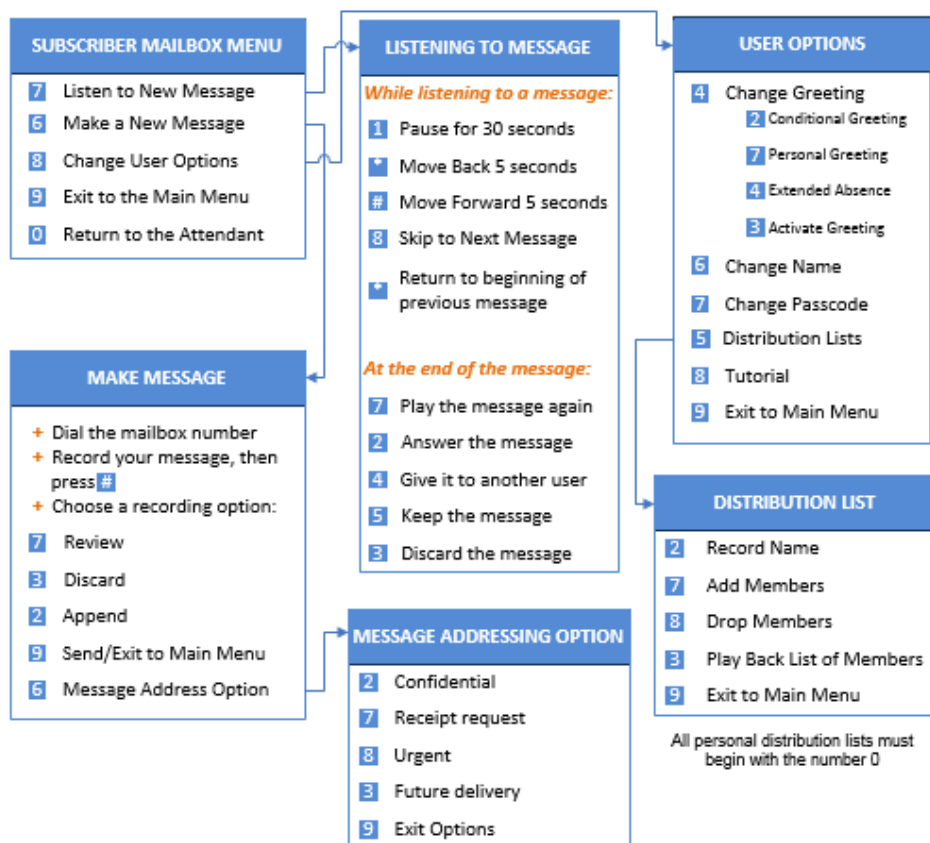 SUBSCRIBER MAILBOX MENU
7 Listen to New Message
6 Make a New Message
8 Change User Options
9 Exit to the Main Menu
0 Return to the Attendant
LISTENING TO MESSAGE
While listening to a message:
1 Pause for 30 seconds
* Move Back 5 seconds
# Move Forward 5 seconds
8 Skip to Next Message
* Return to beginning of
previous message
At the end of the message:
7 Play the message again
2 Answer the message
4 Give it to another user
5 Keep the message
3 Discard the message
USER OPTIONS
4 Change Greeting
2 Conditional Greeting
7 Personal Greeting
4 Extended Absence
3 Activate Greeting
6 Change Name
7 Change Passcode
5 Distribution Lists
8 Tutorial
9 Exit to Main Menu
MAKE MESSAGE
+ Dial the mailbox number
+ Record your message, then
press #
+ Choose a recording option:
7 Review
3 Discard
2 Append
9 Send/Exit to Main Menu
6 Message Address Option
MESSAGE ADDRESSING OPTION
2 Confidential
7 Receipt request
8 Urgent
3 Future delivery
9 Exit Options
DISTRIBUTION LIST
2 Record Name
7 Add Members
8 Drop Members
3 Play Back List of Members
9 Exit to Main Menu
All personal distribution lists must
begin with the number 0